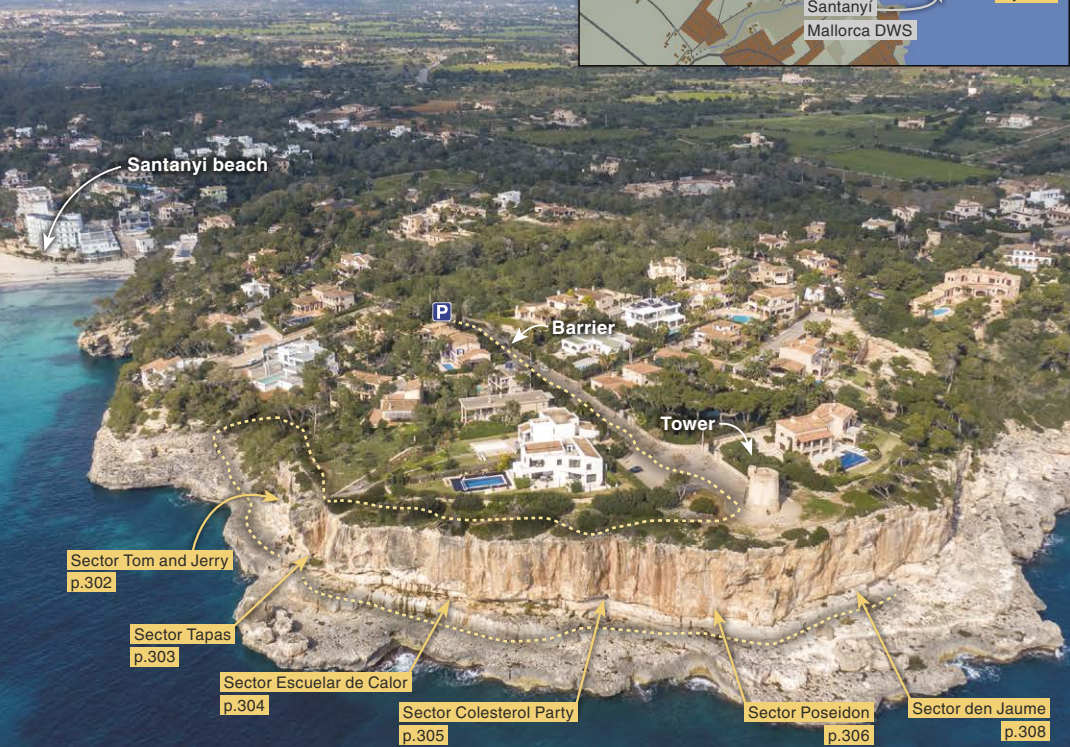 Santanyí
Mallorca DWS
Santanyi beach
P
Barrier
Tower
Sector Tom and Jerry
p.302
Sector Tapas
p.303
Sector Escuelar de Calor
p.304
Sector Colesterol Party
p.305
Sector Poseidon
p.306
Sector den Jaume
p.308